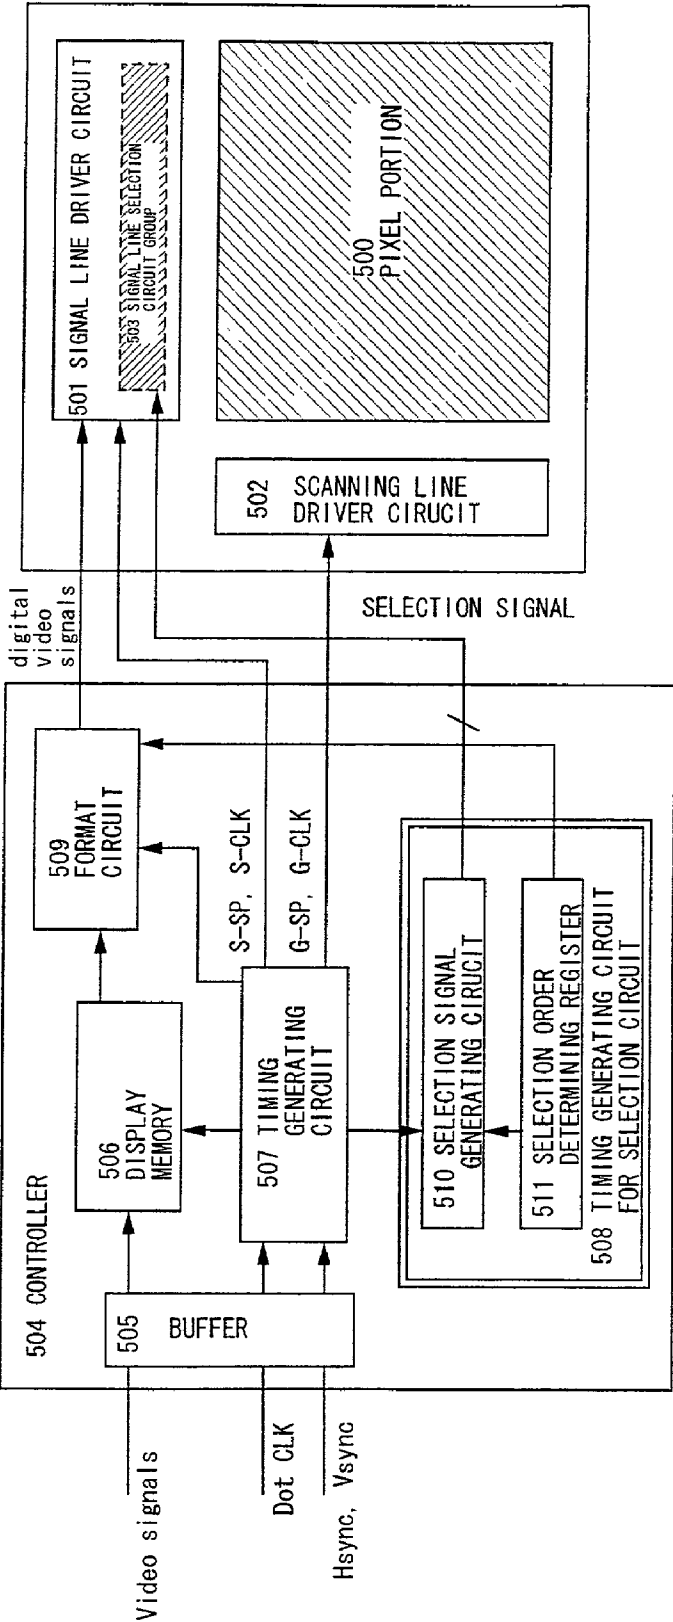 504 CONTROLLER
Video signals
Dot CLK
Hsync, Vsync
505
BUFFER
506
DISPLAY
MEMORY
507 TIMING
GENERATING
CIRCUIT
509
FORMAT
CIRCUIT
S-SP, S-CLK
G-SP, G-CLK
510 SELECTION SIGNAL
GENERATING CIRUCIT
511 SELECTION ORDER
DETERMINING REGISTER
508 TIMING GENERATING CIRCUIT
FOR SELECTION CIRCUIT
digital
video
signals
SELECTION SIGNAL
501 SIGNAL LINE DRIVER CIRCUIT
503 SIGNAL LINE SELECTION
CIRCUIT GROUP
502
SCANNING LINE
DRIVER CIRUCIT
500
PIXEL PORTION